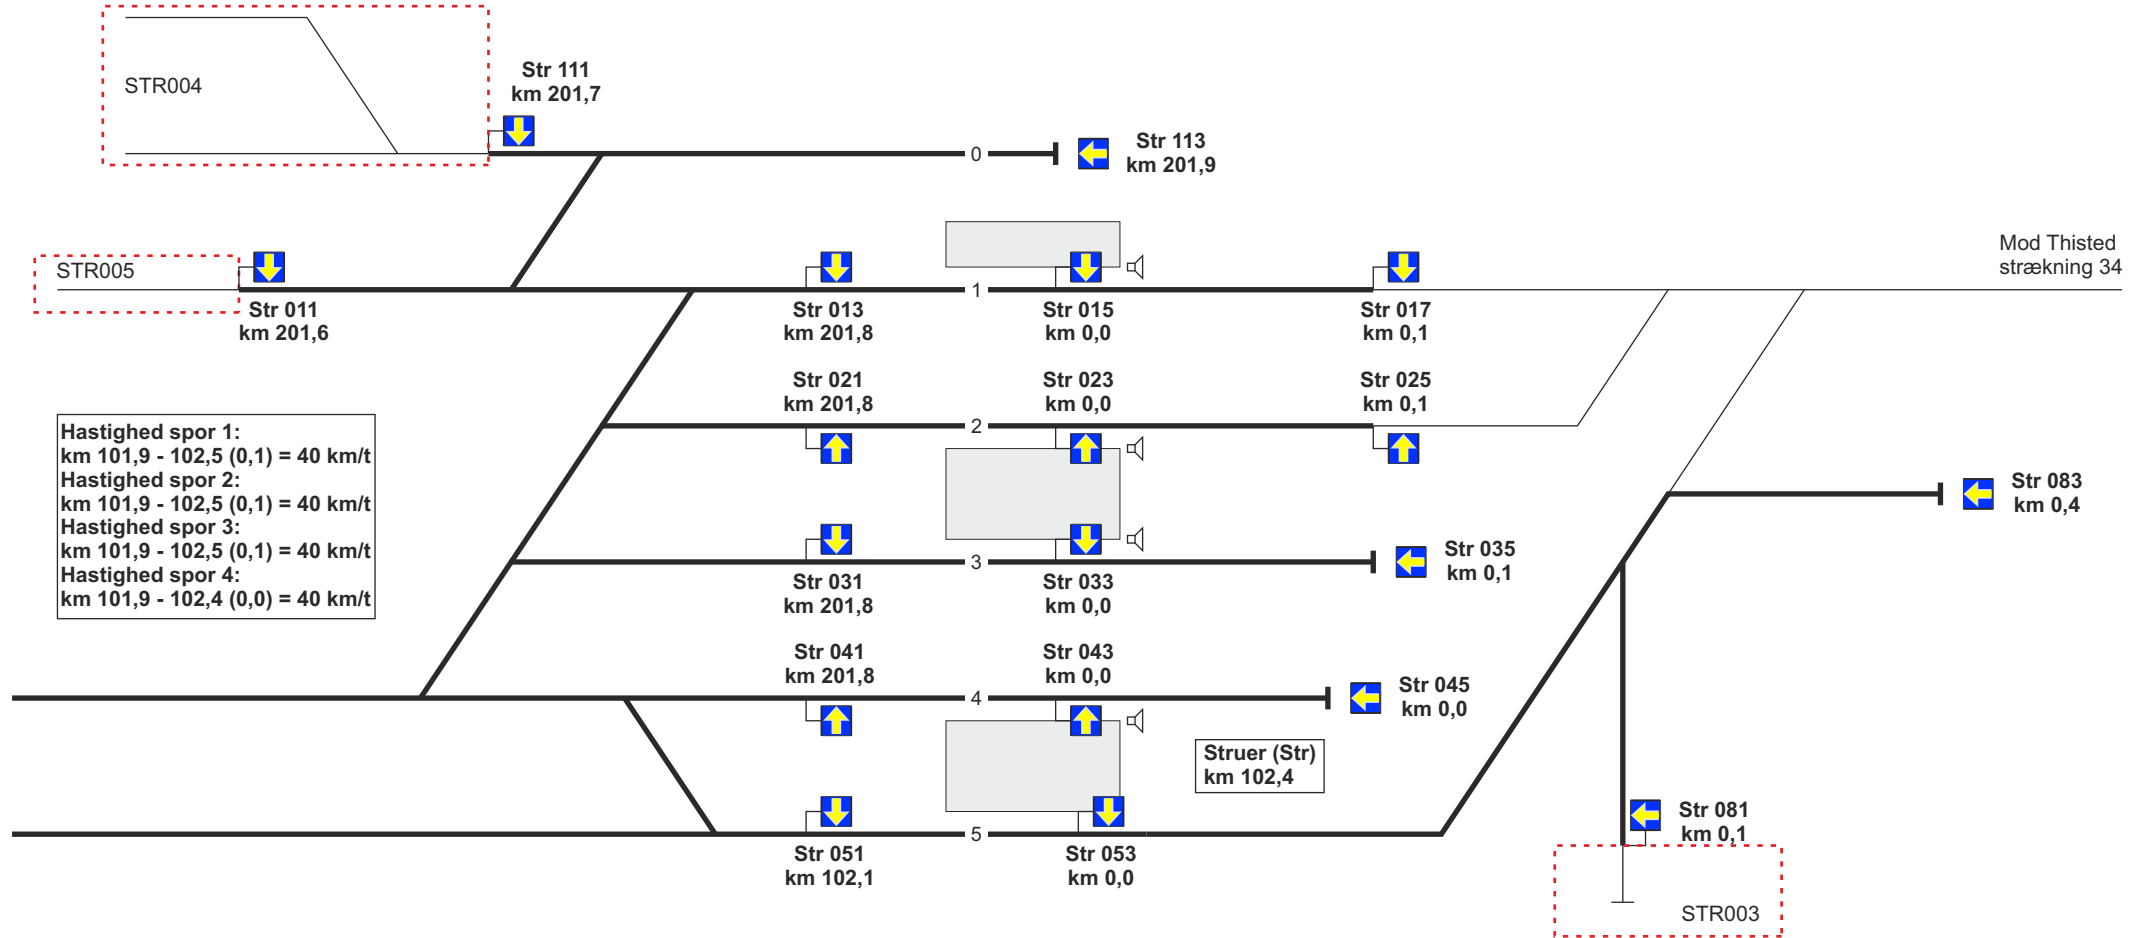 STR004
Str 111
km 201,7
0
Str 113
km 201,9
STR005
Str 011
km 201,6
1
Str 013
km 201,8
Str 015
km 0,0
Str 017
km 0,1
Mod Thisted
strækning 34
Str 021
km 201,8
Str 023
km 0,0
Str 025
km 0,1
2
Hastighed spor 1:
km 101,9 - 102,5 (0,1) = 40 km/t
Hastighed spor 2:
km 101,9 - 102,5 (0,1) = 40 km/t
Hastighed spor 3:
km 101,9 - 102,5 (0,1) = 40 km/t
Hastighed spor 4:
km 101,9 - 102,4 (0,0) = 40 km/t
Str 083
km 0,4
3
Str 031
km 201,8
Str 033
km 0,0
Str 035
km 0,1
Str 041
km 201,8
Str 043
km 0,0
4
Str 045
km 0,0
Struer (Str)
km 102,4
5
Str 051
km 102,1
Str 053
km 0,0
Str 081
km 0,1
STR003